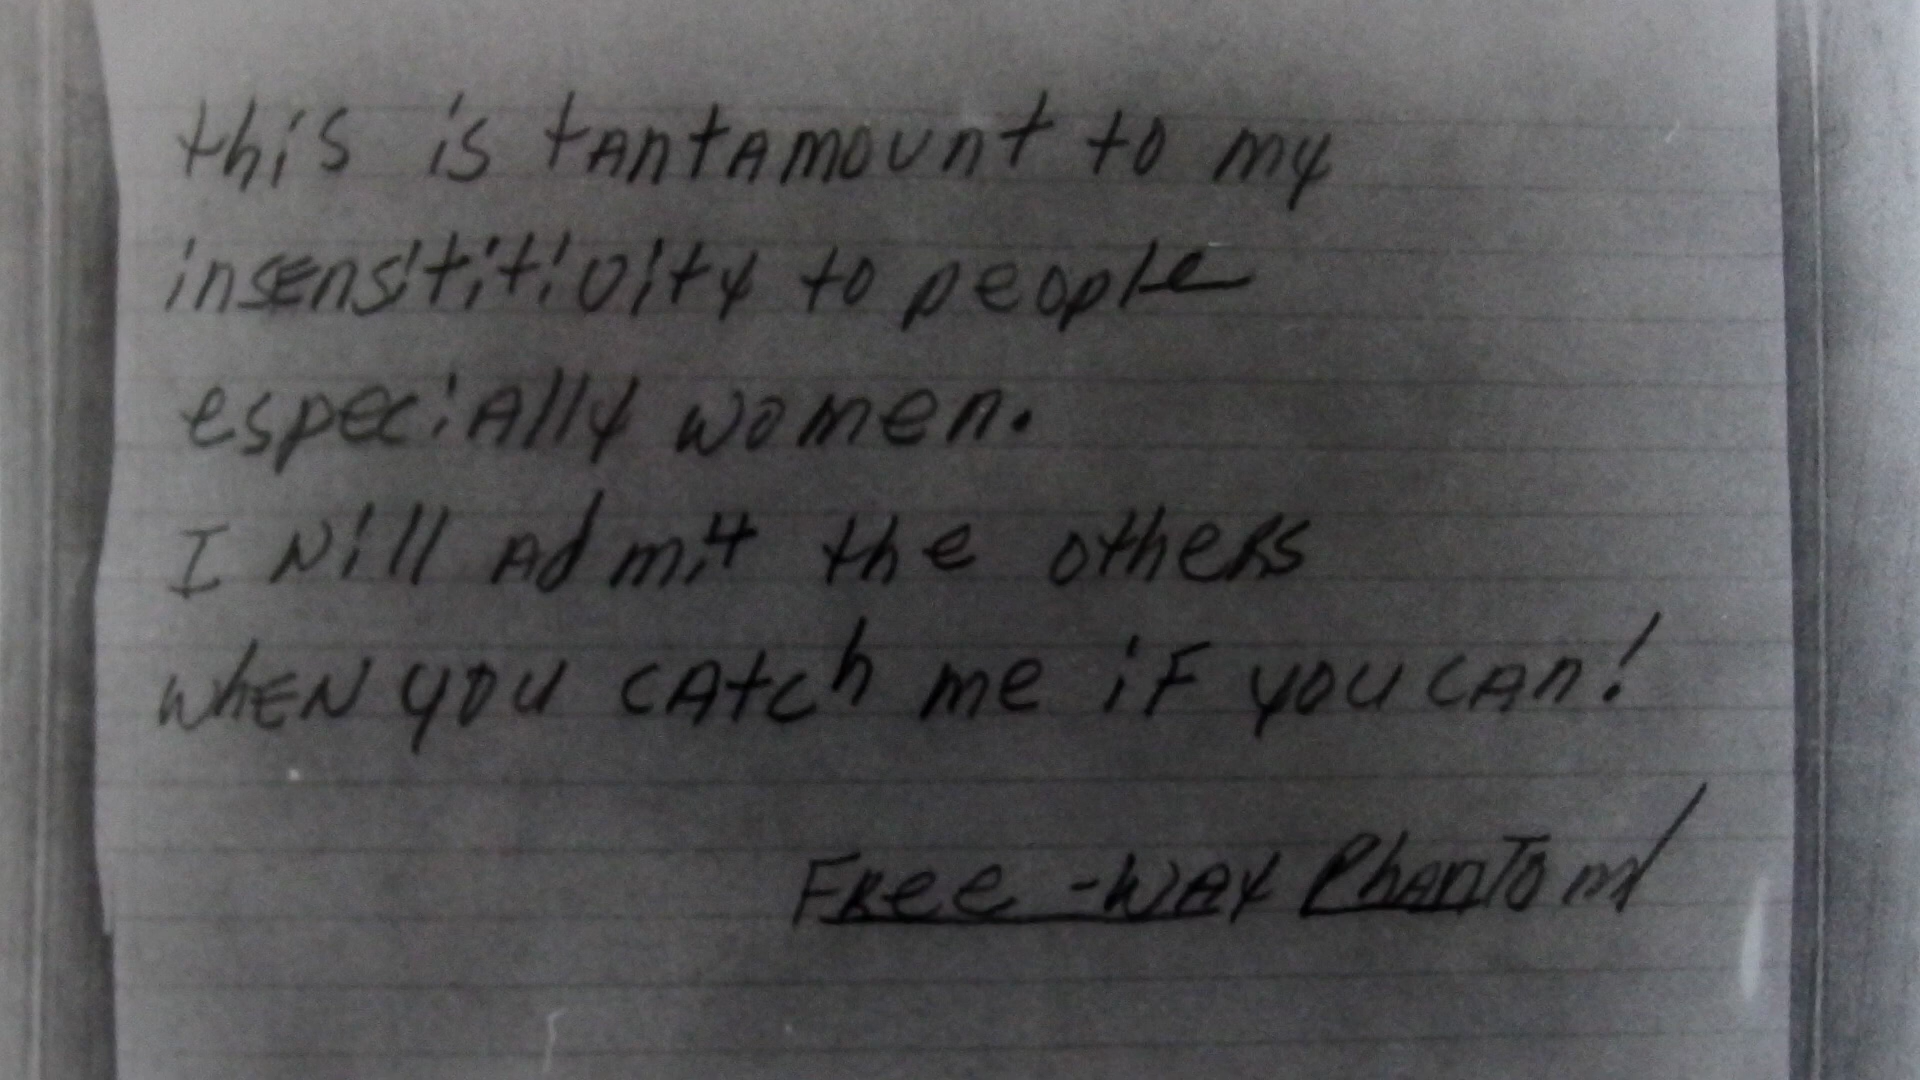 this is tAntAmount to my
insensititivity to people
especiAlly women.
I will Admit the others
wheN you cAtch me iF you cAn!
FRee-wAy PhanTom